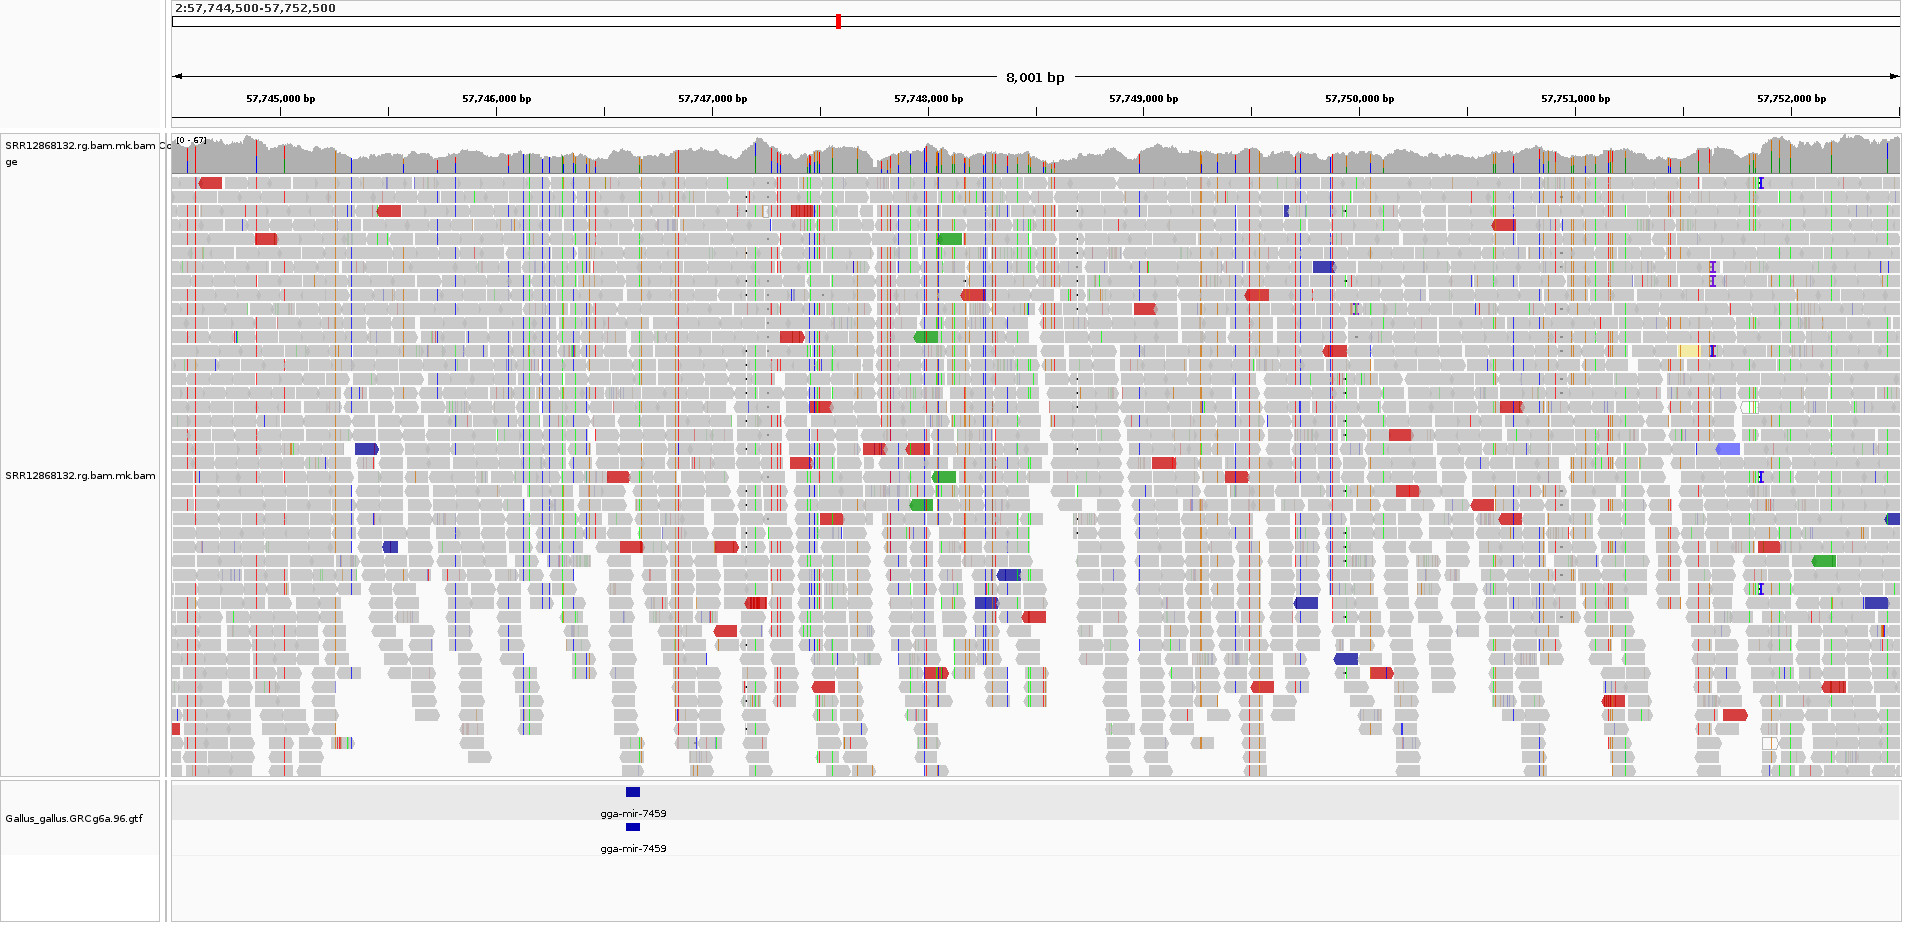 2:57,744,500-57,752,500
8,001 bp
57,745,000 bp 57,746,000 bp 57,747,000 bp 57,748,000 bp 57,749,000 bp 57,750,000 bp 57,751,000 bp 57,752,000 bp
SRR12868132.rg.bam.mk.bam Co
ge
[0 - 67]
SRR12868132.rg.bam.mk.bam
Gallus_gallus.GRCg6a.96.gtf
gga-mir-7459
gga-mir-7459